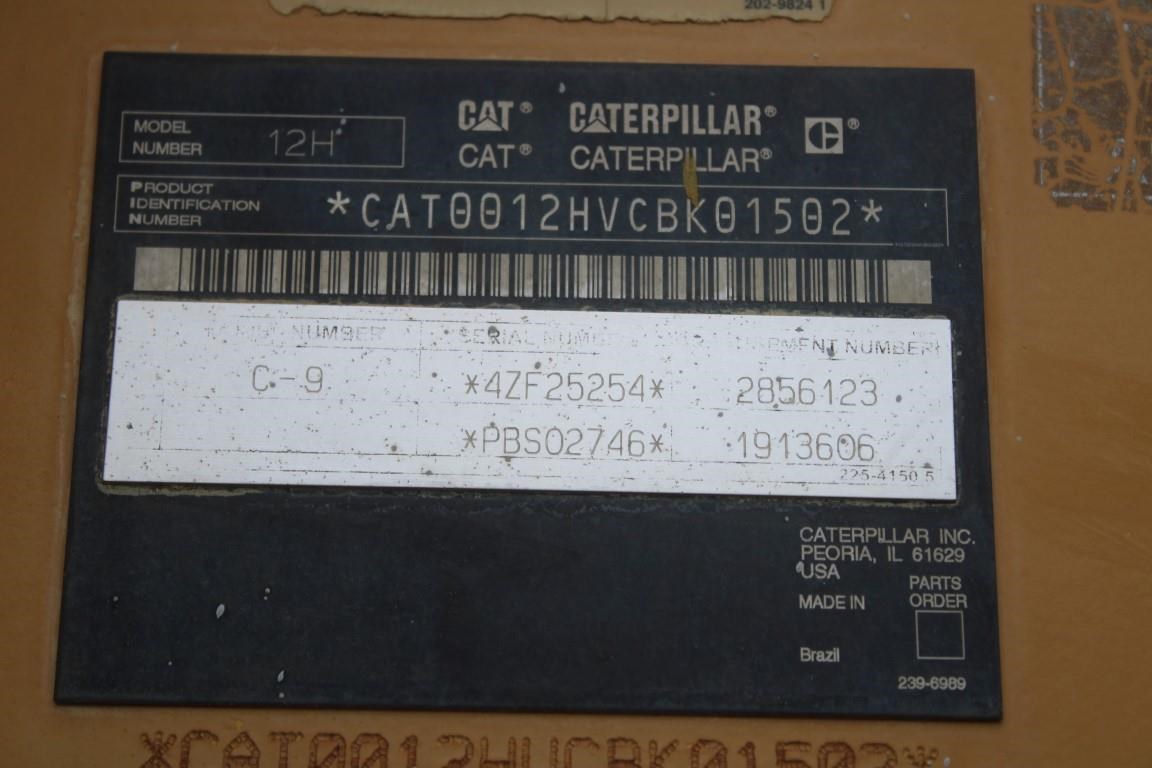 202-9824 1
MODEL NUMBER 12H
CAT® CATERPILLAR® ®
CAT® CATERPILLAR®
PRODUCT IDENTIFICATION NUMBER *CAT0012HVCBK01502*
NUMBER SERIAL NUMBER NUMBER
C-9 *4ZF25254* 2856123
*PBS02746* 1913606
225-4150 5
CATERPILLAR INC.
PEORIA, IL 61629
USA
MADE IN
PARTS ORDER
Brazil
239-6989
*CAT0012HVCBK01502*